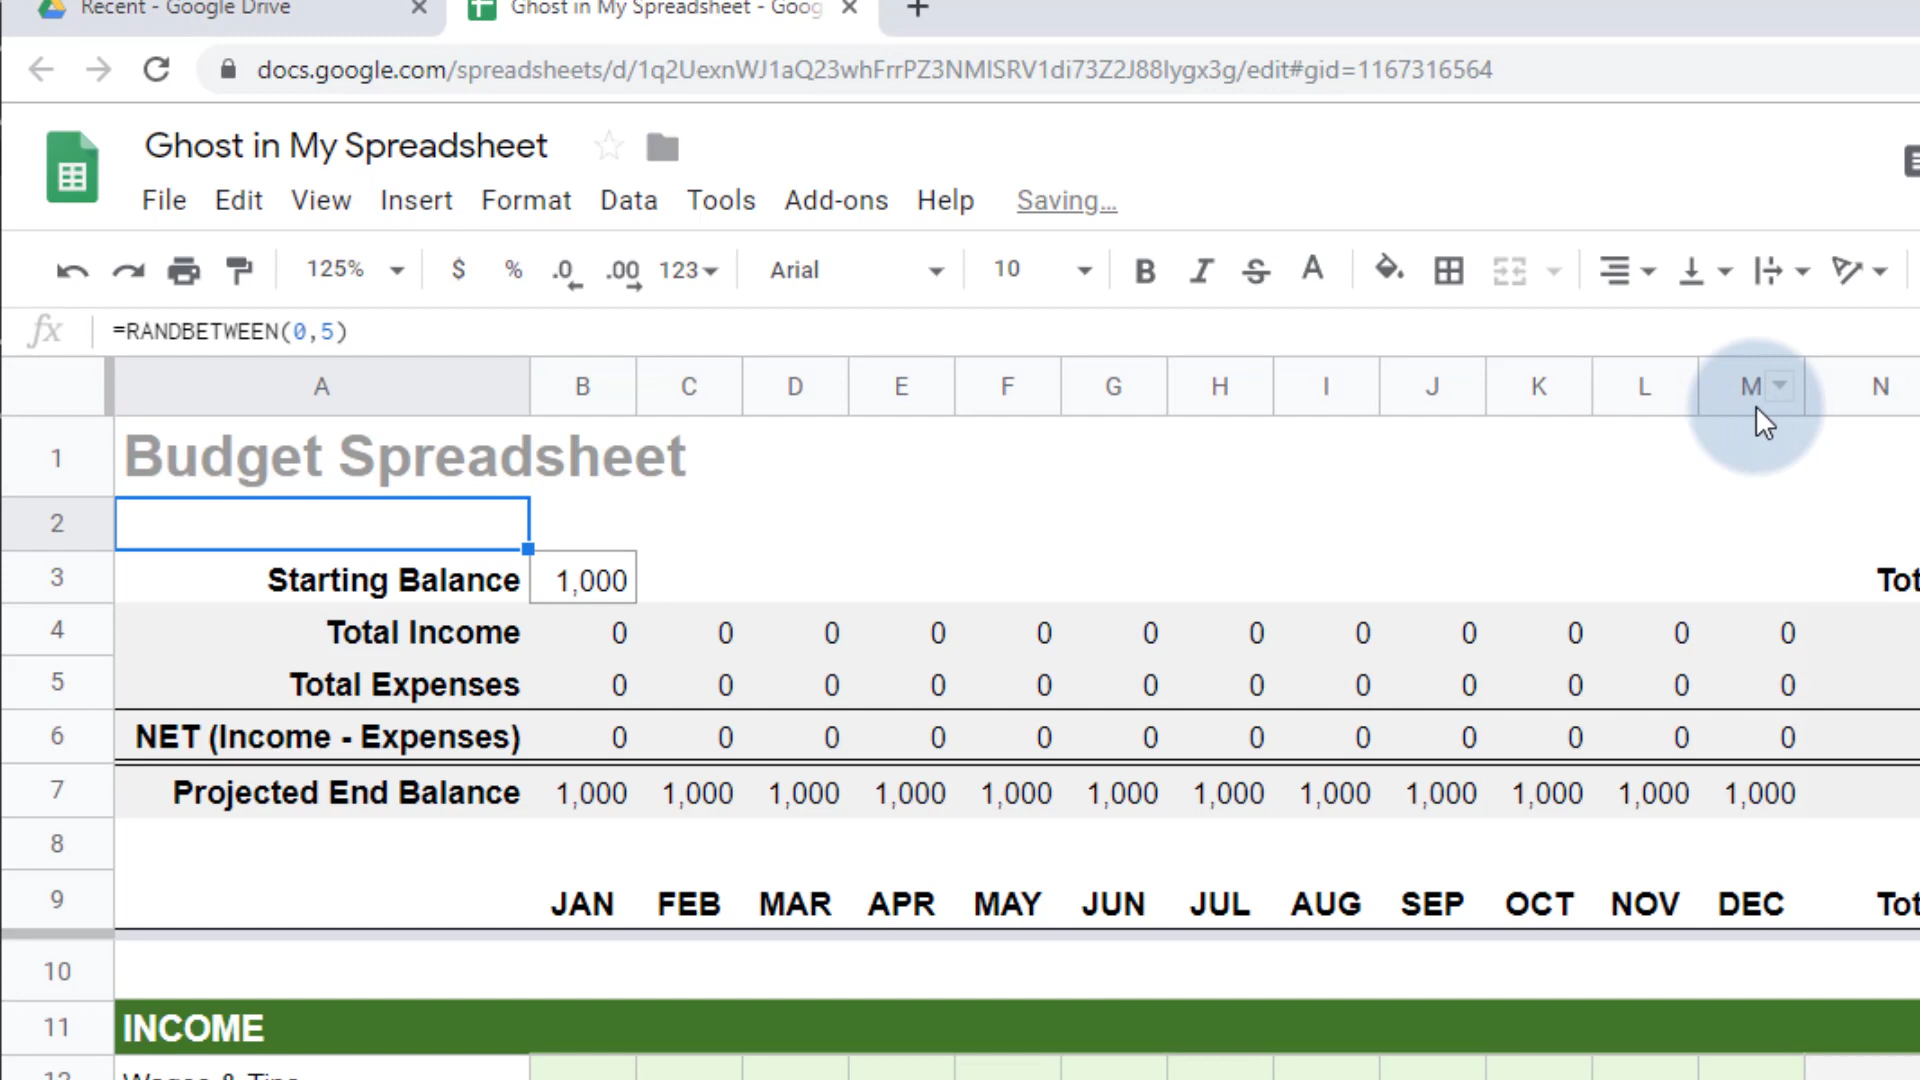 Recent - Google Drive
Ghost in My Spreadsheet - Goog
docs.google.com/spreadsheets/d/1q2UexnWJ1aQ23whFrrPZ3NMISRV1di73Z2J88lygx3g/edit#gid=1167316564
Ghost in My Spreadsheet
File Edit View Insert Format Data Tools Add-ons Help Saving...
125% $ % .0 .00 123 Arial 10 B I S A
fx =RANDBETWEEN(0,5)
A B C D E F G H I J K L M N
1 Budget Spreadsheet
2
3 Starting Balance 1,000 Tot
4 Total Income 0 0 0 0 0 0 0 0 0 0 0 0
5 Total Expenses 0 0 0 0 0 0 0 0 0 0 0 0
6 NET (Income - Expenses) 0 0 0 0 0 0 0 0 0 0 0 0
7 Projected End Balance 1,000 1,000 1,000 1,000 1,000 1,000 1,000 1,000 1,000 1,000 1,000 1,000
8
9 JAN FEB MAR APR MAY JUN JUL AUG SEP OCT NOV DEC Tot
10
11 INCOME
12 Wages & Tips